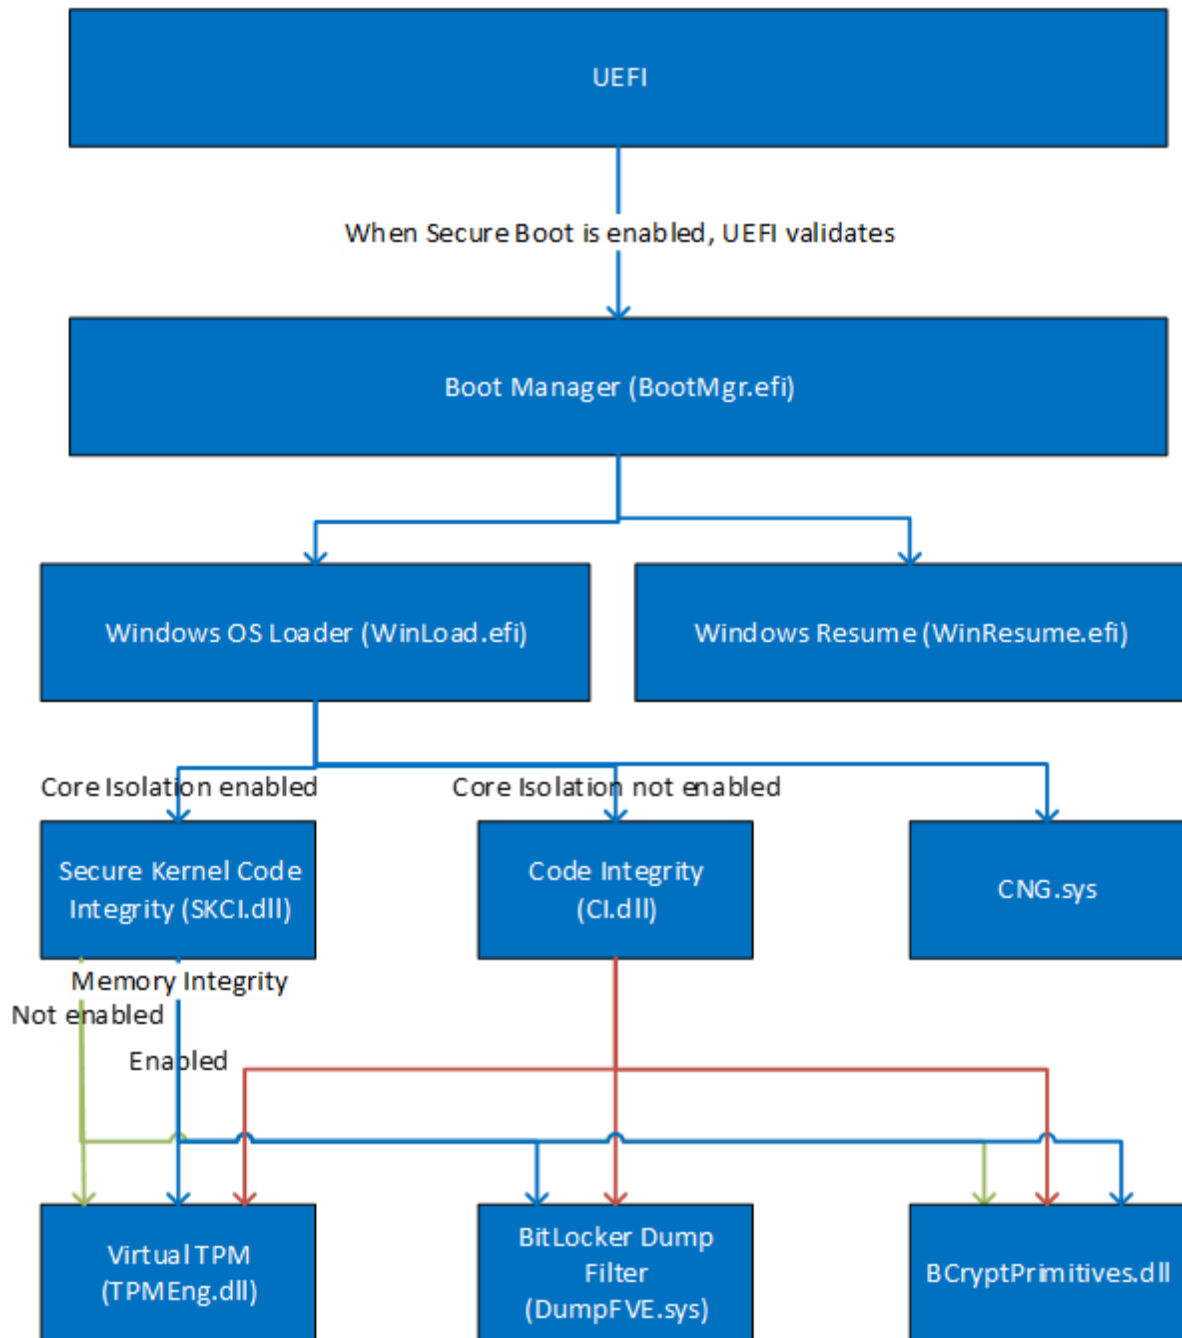 UEFI
When Secure Boot is enabled, UEFI validates
Boot Manager (BootMgr.efi)
Windows OS Loader (WinLoad.efi)
Windows Resume (WinResume.efi)
Core Isolation enabled
Core Isolation not enabled
Secure Kernel Code
Integrity (SKCI.dll)
Code Integrity
(CI.dll)
CNG.sys
Memory Integrity
Not enabled
Enabled
Virtual TPM
(TPMEng.dll)
BitLocker Dump
Filter
(DumpFVE.sys)
BCryptPrimitives.dll